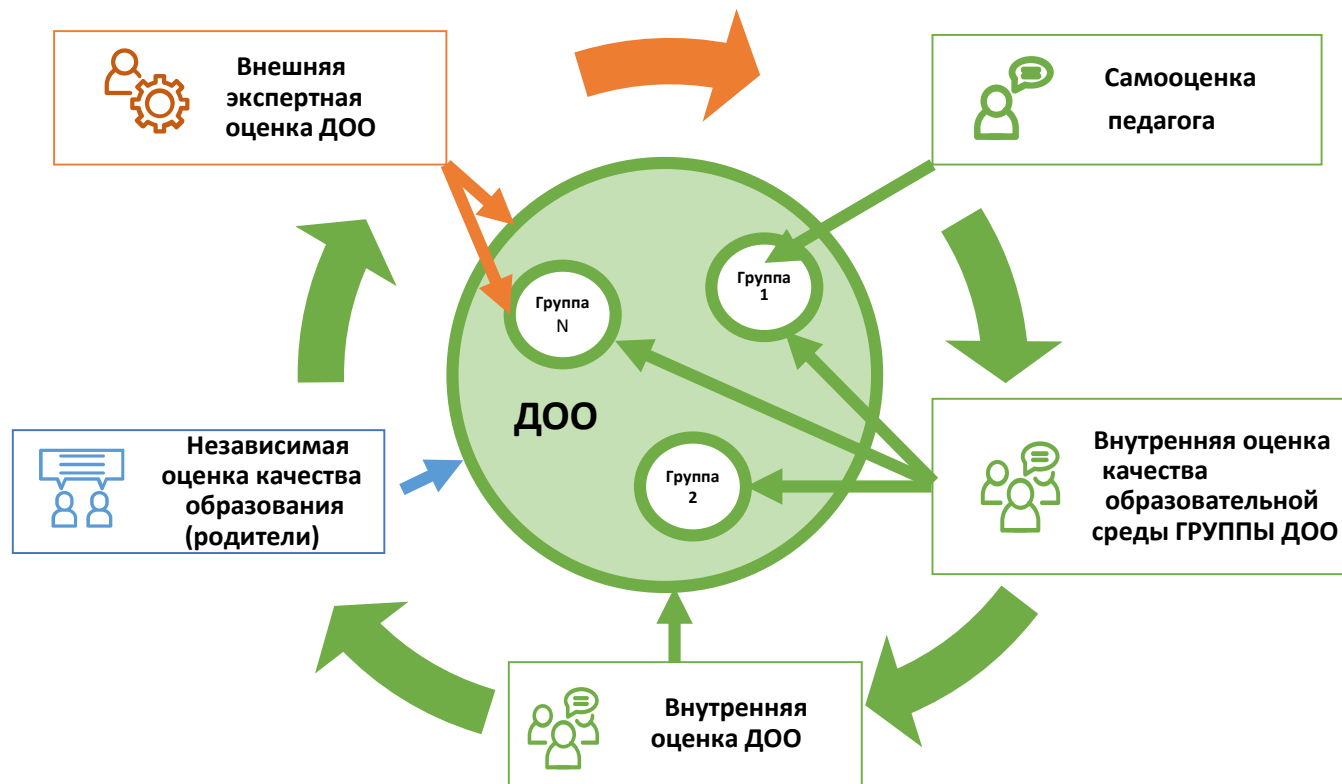 Внешняя
экспертная
оценка ДОО
Самооценка
педагога
Группа
1
Группа
N
ДОО
Группа
2
Независимая
оценка качества
образования
(родители)
Внутренняя оценка
качества
образовательной
среды ГРУППЫ ДОО
Внутренняя
оценка ДОО